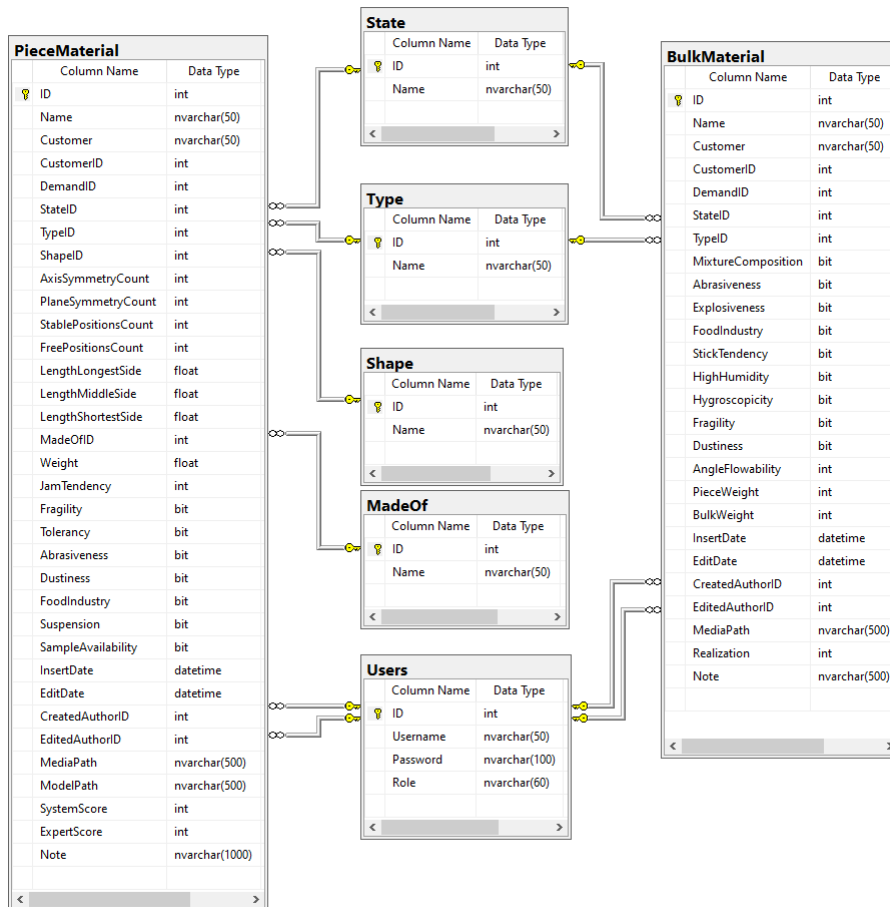 PieceMaterial
Column Name Data Type
ID int
Name nvarchar(50)
Customer nvarchar(50)
CustomerID int
DemandID int
StateID int
TypeID int
ShapeID int
AxisSymmetryCount int
PlaneSymmetryCount int
StablePositionsCount int
FreePositionsCount int
LengthLongestSide float
LengthMiddleSide float
LengthShortestSide float
MadeOfID int
Weight float
JamTendency int
Fragility bit
Tolerancy bit
Abrasiveness bit
Dustiness bit
FoodIndustry bit
Suspension bit
SampleAvailability bit
InsertDate datetime
EditDate datetime
CreatedAuthorID int
EditedAuthorID int
MediaPath nvarchar(500)
ModelPath nvarchar(500)
SystemScore int
ExpertScore int
Note nvarchar(1000)
State
Column Name Data Type
ID int
Name nvarchar(50)
Type
Column Name Data Type
ID int
Name nvarchar(50)
Shape
Column Name Data Type
ID int
Name nvarchar(50)
MadeOf
Column Name Data Type
ID int
Name nvarchar(50)
Users
Column Name Data Type
ID int
Username nvarchar(50)
Password nvarchar(100)
Role nvarchar(60)
BulkMaterial
Column Name Data Type
ID int
Name nvarchar(50)
Customer nvarchar(50)
CustomerID int
DemandID int
StateID int
TypeID int
MixtureComposition bit
Abrasiveness bit
Explosiveness bit
FoodIndustry bit
StickTendency bit
HighHumidity bit
Hygroscopicity bit
Fragility bit
Dustiness bit
AngleFlowability int
PieceWeight int
BulkWeight int
InsertDate datetime
EditDate datetime
CreatedAuthorID int
EditedAuthorID int
MediaPath nvarchar(500)
Realization int
Note nvarchar(500)